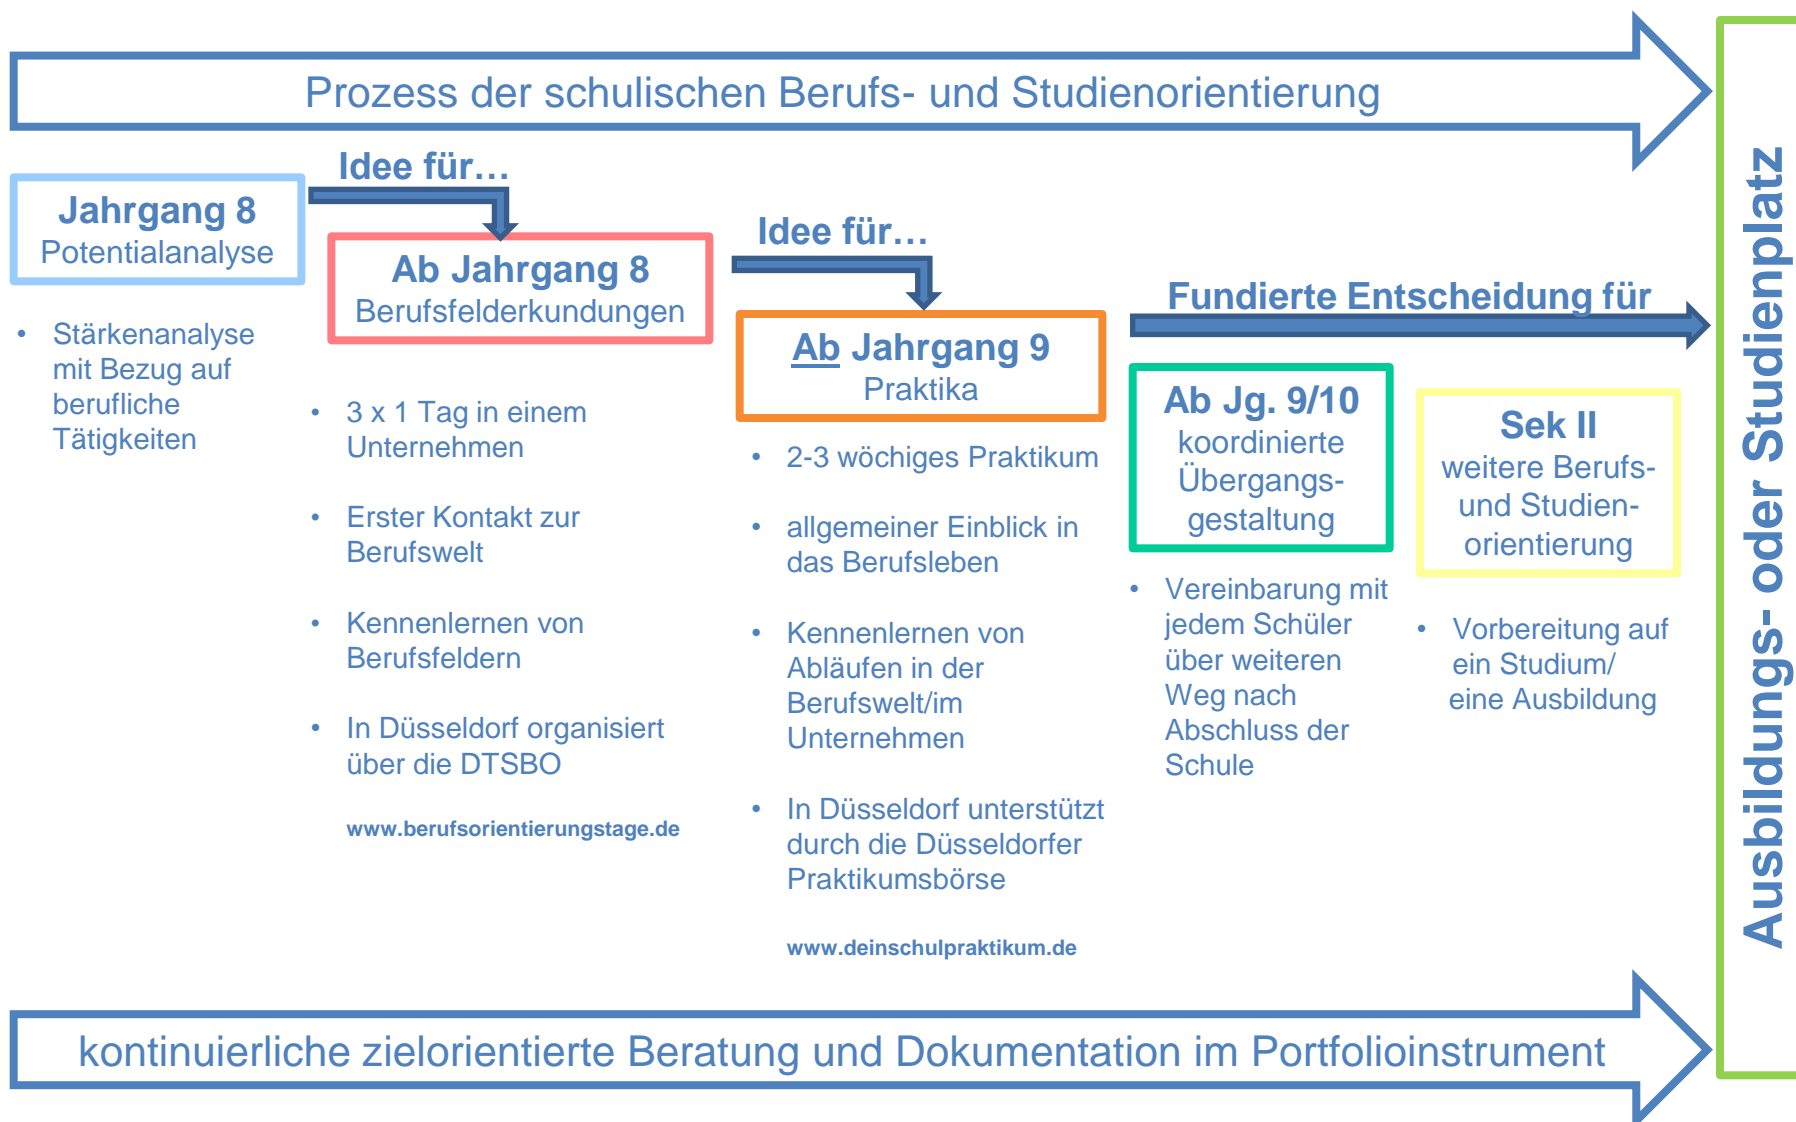 Prozess der schulischen Berufs- und Studienorientierung
Idee für…
Jahrgang 8
Potentialanalyse
• Stärkenanalyse
mit Bezug auf
berufliche
Tätigkeiten
Ab Jahrgang 8
Berufsfelderkundungen
• 3 x 1 Tag in einem
Unternehmen
• Erster Kontakt zur
Berufswelt
• Kennenlernen von
Berufsfeldern
• In Düsseldorf organisiert
über die DTSBO
www.berufsorientierungstage.de
Idee für…
Ab Jahrgang 9
Praktika
• 2-3 wöchiges Praktikum
• allgemeiner Einblick in
das Berufsleben
• Kennenlernen von
Abläufen in der
Berufswelt/im
Unternehmen
• In Düsseldorf unterstützt
durch die Düsseldorfer
Praktikumsbörse
www.deinschulpraktikum.de
Fundierte Entscheidung für
Ab Jg. 9/10
koordinierte
Übergangs-
gestaltung
• Vereinbarung mit
jedem Schüler
über weiteren
Weg nach
Abschluss der
Schule
Sek II
weitere Berufs-
und Studien-
orientierung
• Vorbereitung auf
ein Studium/
eine Ausbildung
Ausbildungs- oder Studienplatz
kontinuierliche zielorientierte Beratung und Dokumentation im Portfolioinstrument